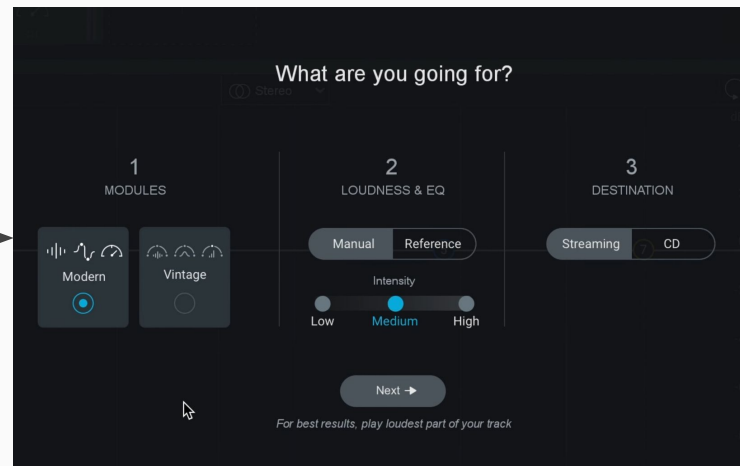 What are you going for?
Stereo
1
MODULES
Modern
Vintage
2
LOUDNESS & EQ
Manual
Reference
Intensity
Low
Medium
High
3
DESTINATION
Streaming
CD
Next
For best results, play loudest part of your track